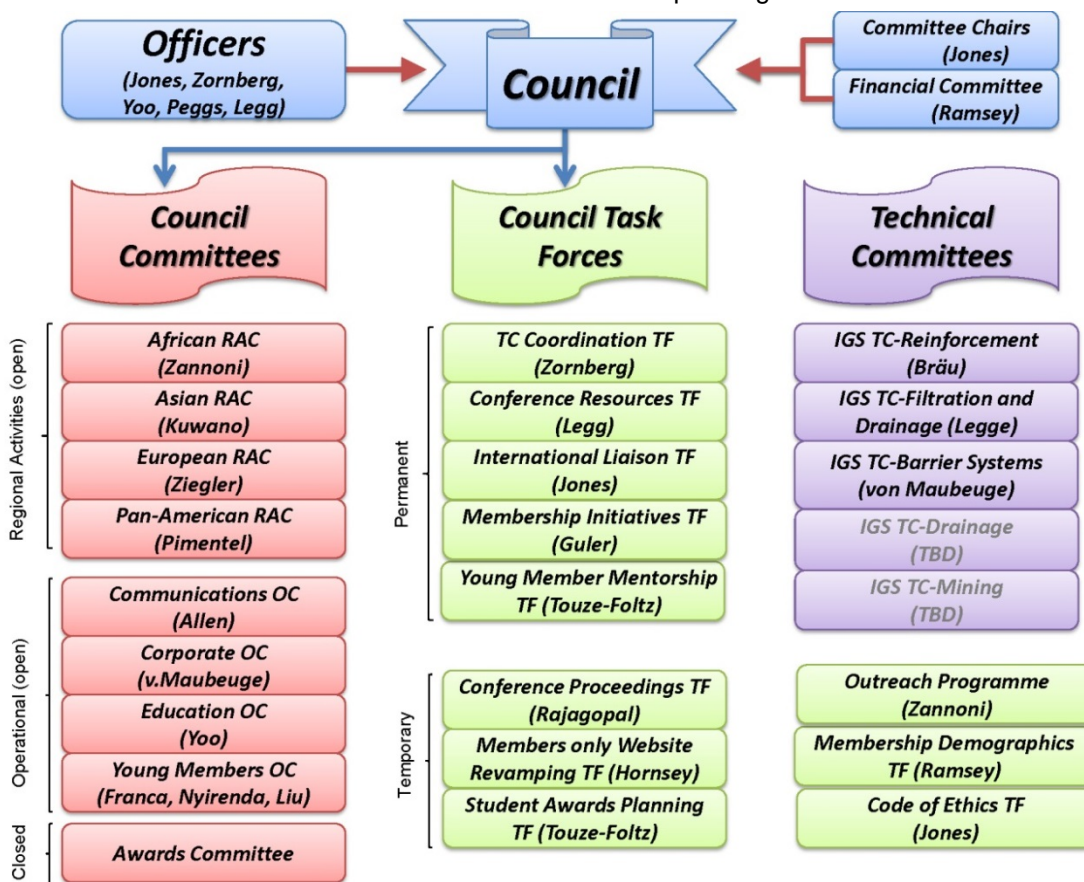 Officers
(Jones, Zornberg,
Yoo, Peggs, Legg)
Council
Committee Chairs
(Jones)
Financial Committee
(Ramsey)
Council
Committees
Council Task
Forces
Technical
Committees
Regional Activities (open)
African RAC
(Zannoni)
Asian RAC
(Kuwano)
European RAC
(Ziegler)
Pan-American RAC
(Pimentel)
Operational (open)
Communications OC
(Allen)
Corporate OC
(v.Maubeuge)
Education OC
(Yoo)
Young Members OC
(Franca, Nyirenda, Liu)
Closed
Awards Committee
Permanent
TC Coordination TF
(Zornberg)
Conference Resources TF
(Legg)
International Liaison TF
(Jones)
Membership Initiatives TF
(Guler)
Young Member Mentorship
TF (Touze-Foltz)
Temporary
Conference Proceedings TF
(Rajagopal)
Members only Website
Revamping TF (Hornsey)
Student Awards Planning
TF (Touze-Foltz)
IGS TC-Reinforcement
(Bräu)
IGS TC-Filtration and
Drainage (Legge)
IGS TC-Barrier Systems
(von Maubeuge)
IGS TC-Drainage
(TBD)
IGS TC-Mining
(TBD)
Outreach Programme
(Zannoni)
Membership Demographics
TF (Ramsey)
Code of Ethics TF
(Jones)